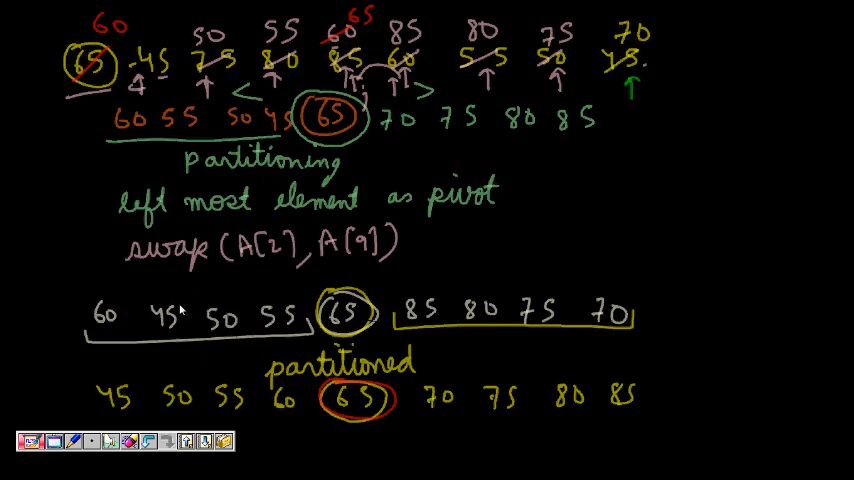 60 50 55 60 65 85 80 75 70
65 45 75 80 85 60 55 50 45
< >
60 55 50 45 65 70 75 80 85
partitioning
left most element as pivot
swap (A[2], A[9])
60 45 50 55 65 85 80 75 70
partitioned
45 50 55 60 65 70 75 80 85